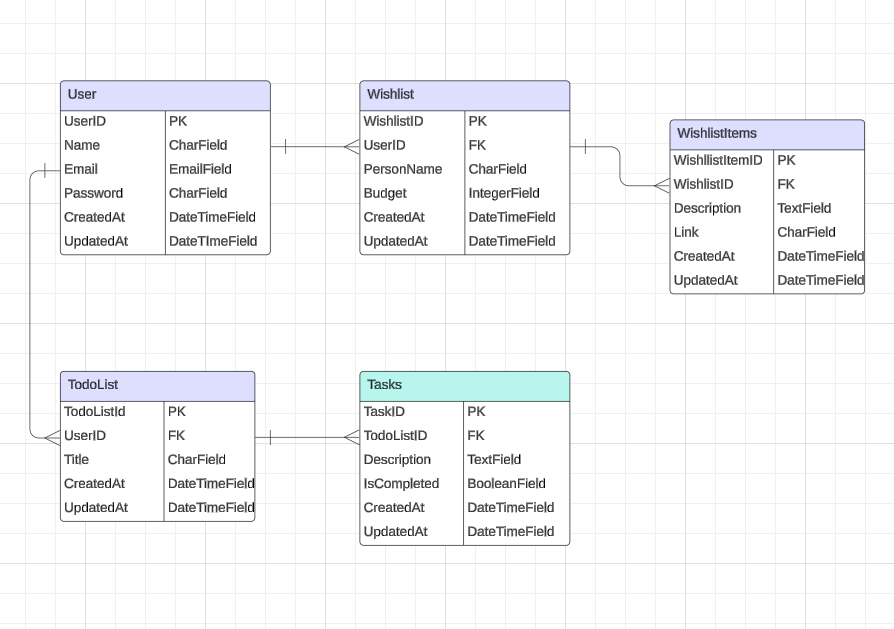 User
UserID PK
Name CharField
Email EmailField
Password CharField
CreatedAt DateTimeField
UpdatedAt DateTImeField
Wishlist
WishlistID PK
UserID FK
PersonName CharField
Budget IntegerField
CreatedAt DateTimeField
UpdatedAt DateTimeField
WishlistItems
WishllistItemID PK
WishlistID FK
Description TextField
Link CharField
CreatedAt DateTimeField
UpdatedAt DateTimeField
TodoList
TodoListId PK
UserID FK
Title CharField
CreatedAt DateTimeField
UpdatedAt DateTimeField
Tasks
TaskID PK
TodoListID FK
Description TextField
IsCompleted BooleanField
CreatedAt DateTimeField
UpdatedAt DateTimeField